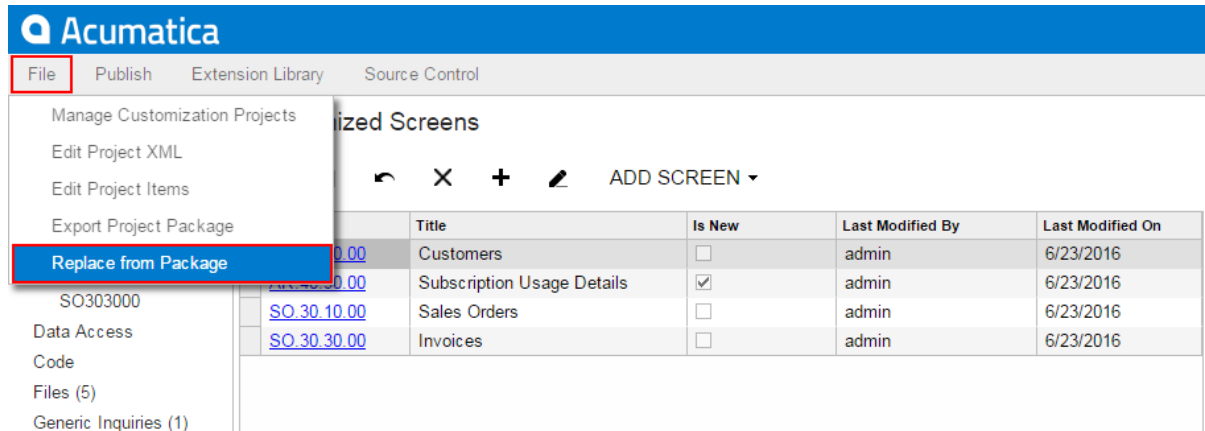 Acumatica
File Publish Extension Library Source Control
Manage Customization Projects
ized Screens
Edit Project XML
Edit Project Items
ADD SCREEN
Export Project Package
Title Is New Last Modified By Last Modified On
Replace from Package
0.00 Customers admin 6/23/2016
Subscription Usage Details admin 6/23/2016
SO303000
SO.30.10.00 Sales Orders admin 6/23/2016
Data Access
SO.30.30.00 Invoices admin 6/23/2016
Code
Files (5)
Generic Inquiries (1)